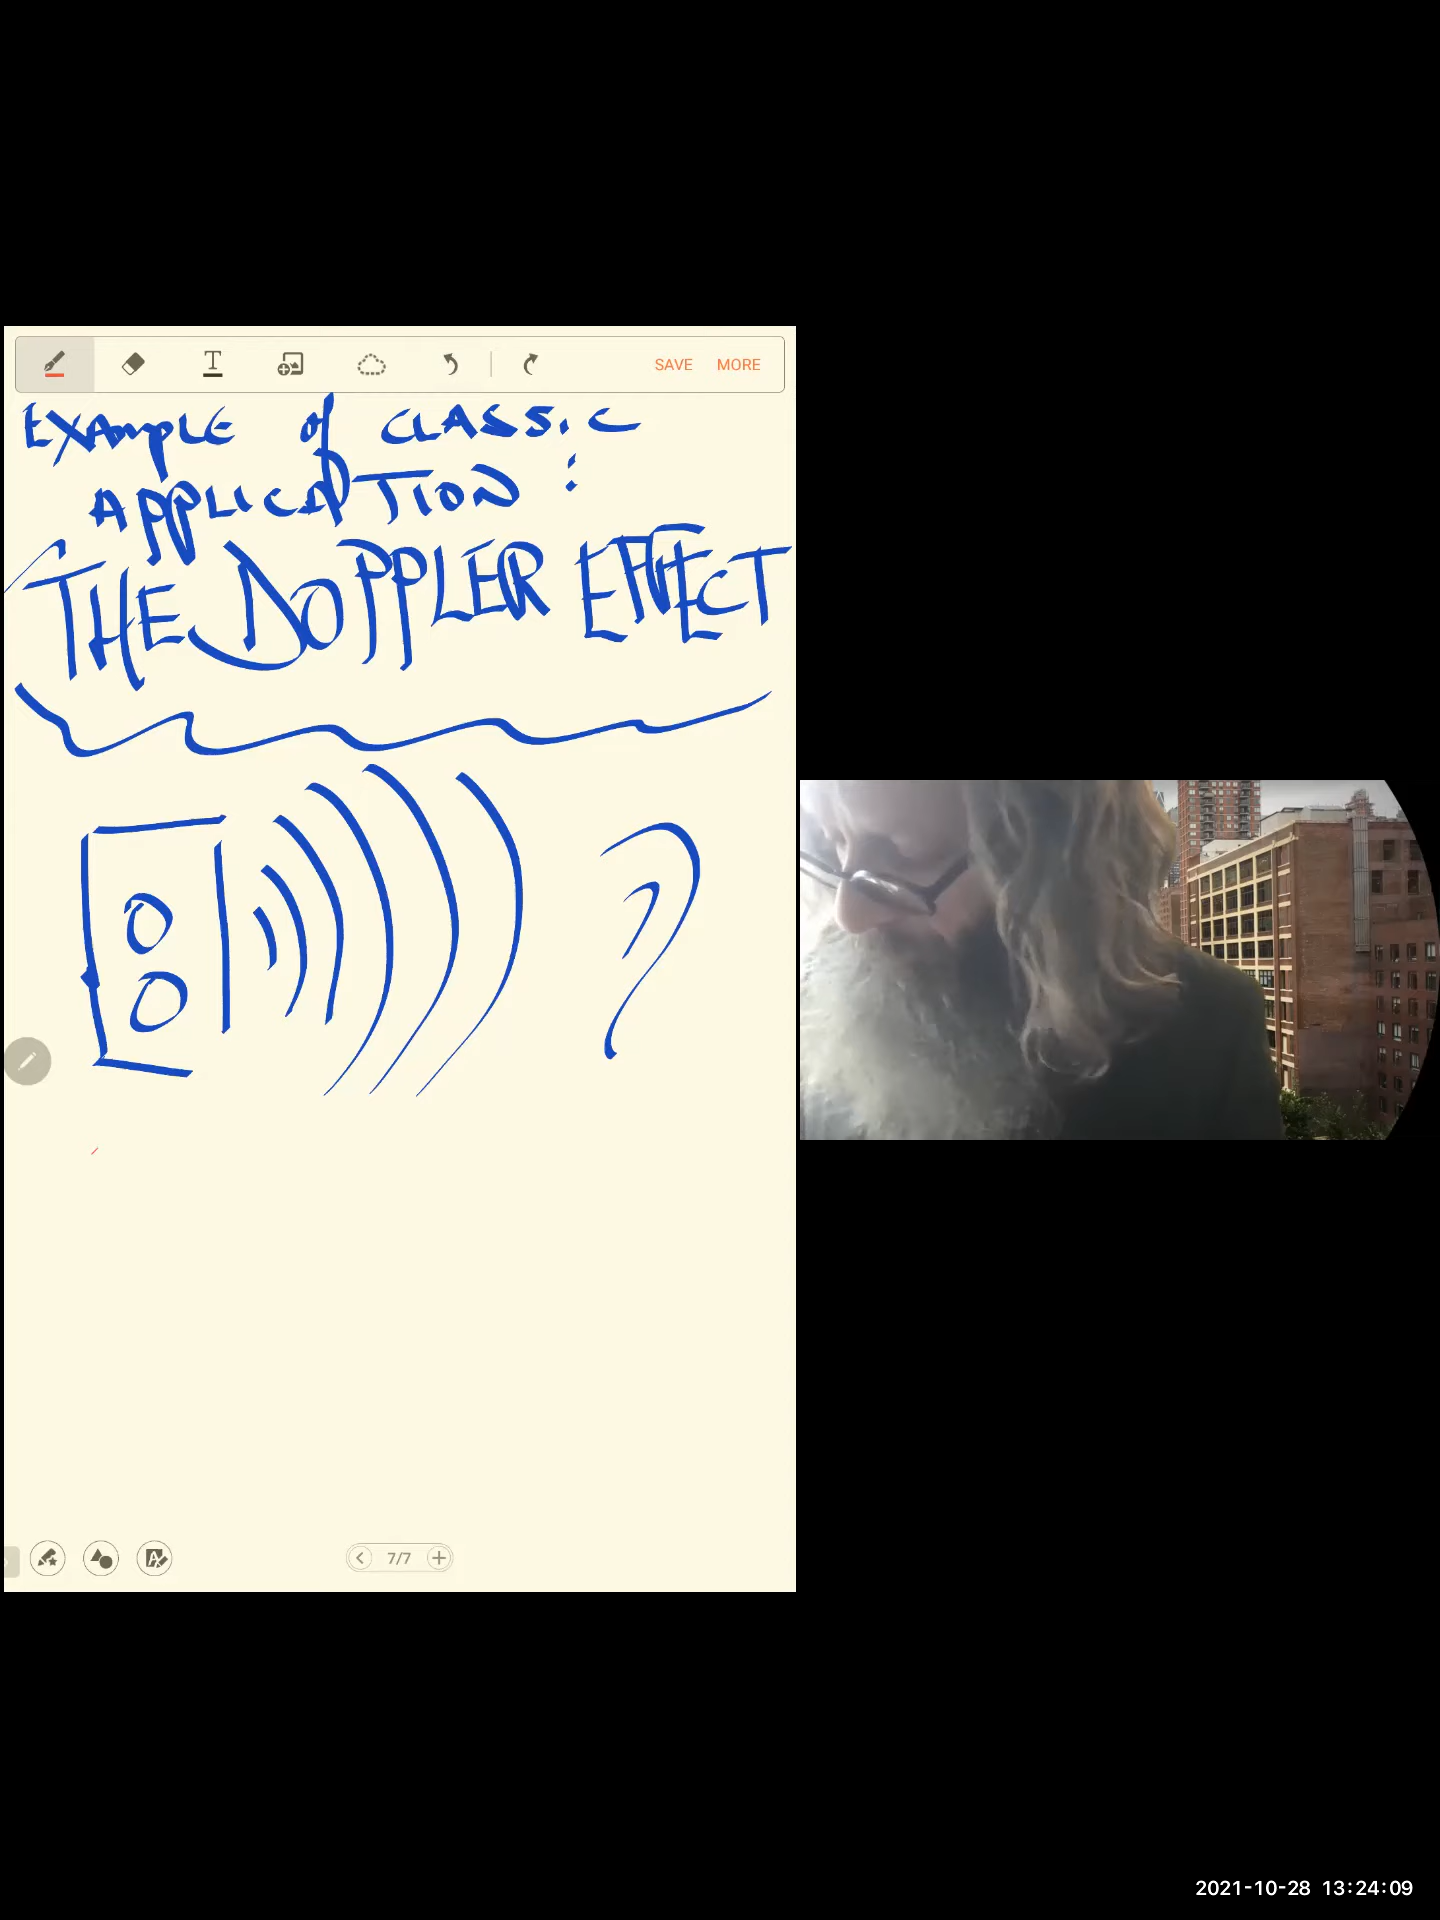 SAVE MORE
EXAMPLE of CLASSIC
APPLICATION :
THE DOPPLER EFFECT
?
7/7
2021-10-28 13:24:09